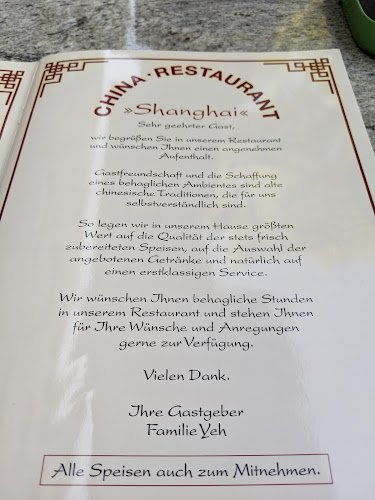 CHINA·RESTAURANT
»Shanghai«
Sehr geehrter Gast,
wir begrüßen Sie in unserem Restaurant
und wünschen Ihnen einen angenehmen
Aufenthalt.
Gastfreundschaft und die Schaffung
eines behaglichen Ambientes sind alte
chinesische Traditionen, die für uns
selbstverständlich sind.
So legen wir in unserem Hause größten
Wert auf die Qualität der stets frisch
zubereiteten Speisen, auf die Auswahl der
angebotenen Getränke und natürlich auf
einen erstklassigen Service.
Wir wünschen Ihnen behagliche Stunden
in unserem Restaurant und stehen Ihnen
für Ihre Wünsche und Anregungen
gerne zur Verfügung.
Vielen Dank.
Ihre Gastgeber
Familie Yeh
Alle Speisen auch zum Mitnehmen.